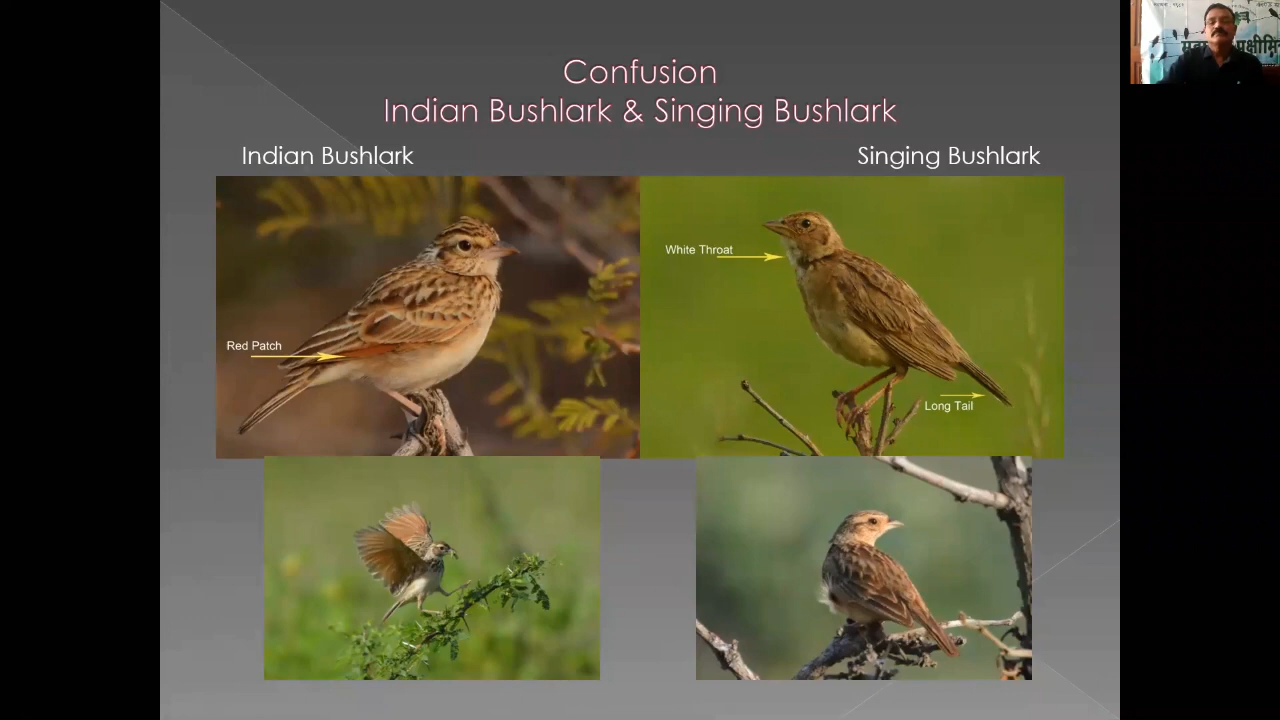 Confusion
Indian Bushlark & Singing Bushlark
Indian Bushlark
Singing Bushlark
White Throat
Red Patch
Long Tail